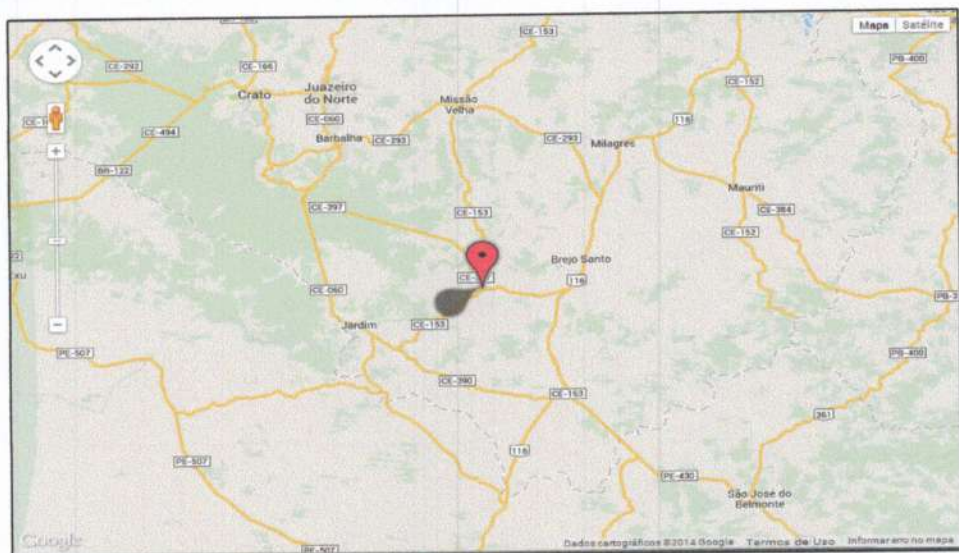 CE-153
Mapa
Satélite
CE-292
CE-166
PB-400
Crato
Juazeiro
do Norte
CE-060
Barbalha
CE-293
Missão
Velha
CE-293
116
CE-152
CE-494
Milagres
BR-122
Mauriti
CE-384
CE-152
CE-397
CE-153
Brejo Santo
116
CE-060
Jardim
CE-153
PE-507
CE-390
CE-153
PB-400
361
PE-507
116
PE-430
São José do
Belmonte
PE-507
Google
Dados cartográficos ©2014 Google
Termos de Uso
Informar erro no mapa